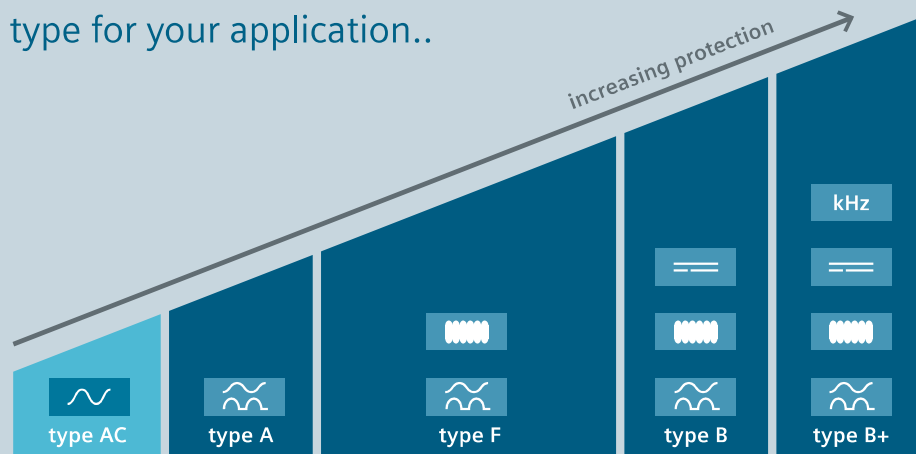 type for your application..
increasing protection
kHz
type AC
type A
type F
type B
type B+